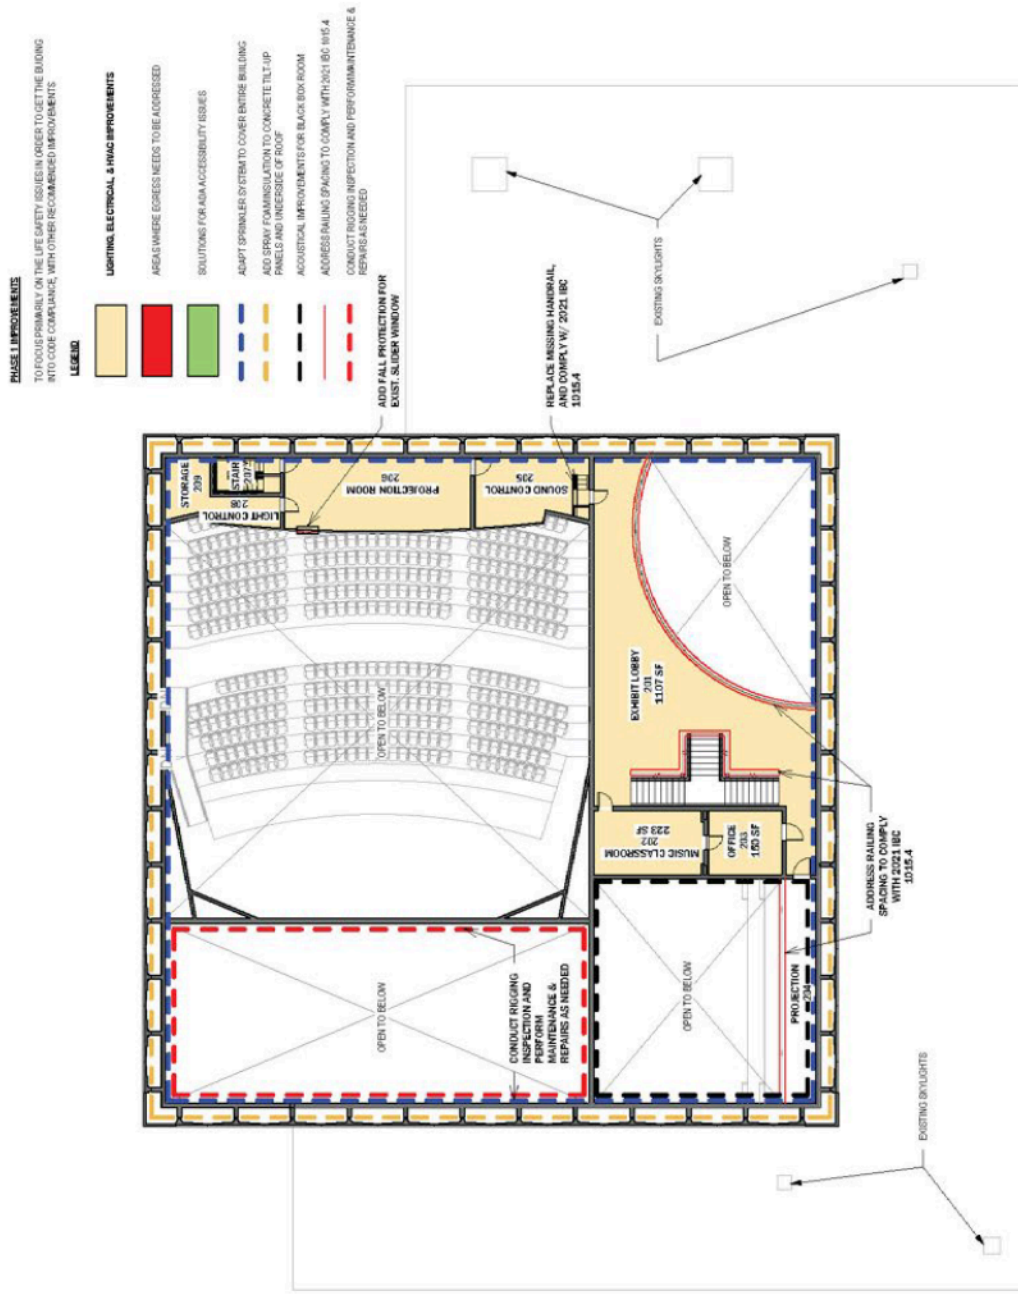 PHASE 1 IMPROVEMENTS
TO FOCUS PRIMARILY ON THE LIFE SAFETY ISSUES IN ORDER TO GET THE BUIDING
INTO CODE COMPLIANCE, WITH OTHER RECOMMENDED IMPROVEMENTS
LEGEND
LIGHTING, ELECTRICAL, & HVAC IMPROVEMENTS
AREAS WHERE EGRESS NEEDS TO BE ADDRESSED
SOLUTIONS FOR ADA ACCESSIBILITY ISSUES
ADAPT SPRINKLER SYSTEM TO COVER ENTIRE BUILDING
ADD SPRAY FOAM INSULATION TO CONCRETE TILT-UP
PANELS AND UNDERSIDE OF ROOF
ACOUSTICAL IMPROVEMENTS FOR BLACK BOX ROOM
ADDRESS RAILING SPACING TO COMPLY WITH 2021 IBC 1015.4
CONDUCT RIGGING INSPECTION AND PERFORM MAINTENANCE &
REPAIRS AS NEEDED
ADD FALL PROTECTION FOR
EXIST. SLIDER WINDOW
REPLACE MISSING HANDRAIL,
AND COMPLY W/ 2021 IBC
1015.4
EXISTING SKYLIGHTS
STORAGE
209
STAIR
207
LIGHT CONTROL
208
PROJECTION ROOM
206
SOUND CONTROL
205
OPEN TO BELOW
OPEN TO BELOW
EXHIBIT LOBBY
201
1107 SF
MUSIC CLASSROOM
202
223 SF
OFFICE
203
150 SF
OPEN TO BELOW
CONDUCT RIGGING
INSPECTION AND
PERFORM
MAINTENANCE &
REPAIRS AS NEEDED
OPEN TO BELOW
PROJECTION
204
ADDRESS RAILING
SPACING TO COMPLY
WITH 2021 IBC
1015.4
EXISTING SKYLIGHTS